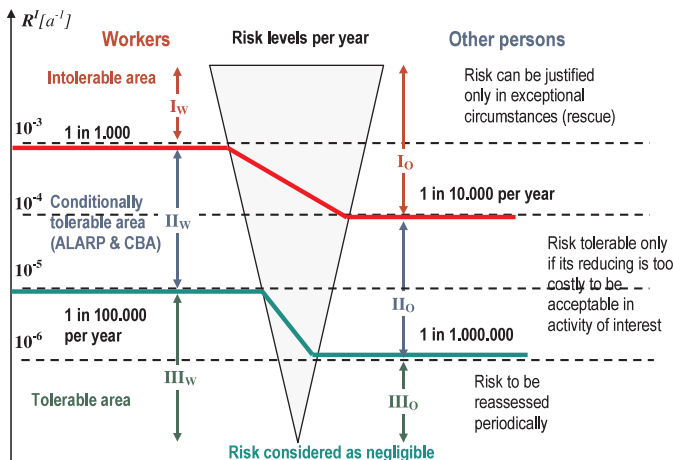 R^I [a^-1]
Workers
Risk levels per year
Other persons
Intolerable area
I_W
Risk can be justified
only in exceptional
circumstances (rescue)
10^-3
1 in 1.000
I_O
10^-4
1 in 10.000 per year
Conditionally
tolerable area
(ALARP & CBA)
II_W
Risk tolerable only
if its reducing is too
costly to be
acceptable in
activity of interest
10^-5
II_O
1 in 100.000
per year
1 in 1.000.000
10^-6
III_W
III_O
Risk to be
reassessed
periodically
Tolerable area
Risk considered as negligible